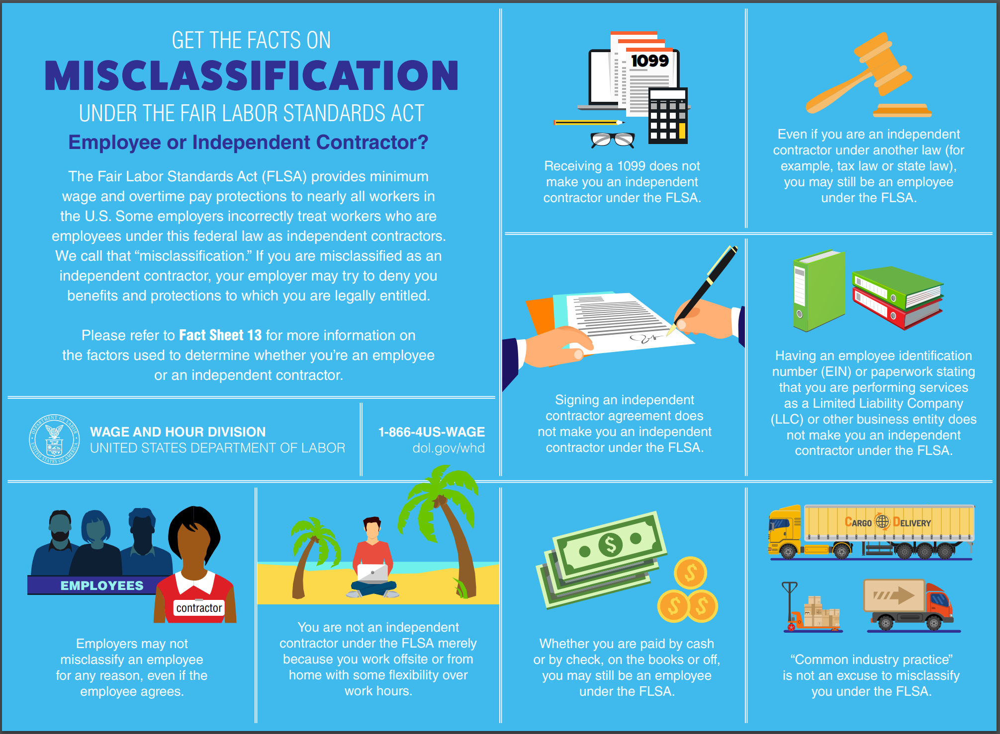 GET THE FACTS ON
MISCLASSIFICATION
UNDER THE FAIR LABOR STANDARDS ACT
Employee or Independent Contractor?
The Fair Labor Standards Act (FLSA) provides minimum
wage and overtime pay protections to nearly all workers in
the U.S. Some employers incorrectly treat workers who are
employees under this federal law as independent contractors.
We call that “misclassification.” If you are misclassified as an
independent contractor, your employer may try to deny you
benefits and protections to which you are legally entitled.
Please refer to Fact Sheet 13 for more information on
the factors used to determine whether you’re an employee
or an independent contractor.
DEPARTMENT OF LABOR
UNITED STATES OF AMERICA
WAGE AND HOUR DIVISION
UNITED STATES DEPARTMENT OF LABOR
1-866-4US-WAGE
dol.gov/whd
1099
Receiving a 1099 does not
make you an independent
contractor under the FLSA.
Even if you are an independent
contractor under another law (for
example, tax law or state law),
you may still be an employee
under the FLSA.
Signing an independent
contractor agreement does
not make you an independent
contractor under the FLSA.
Having an employee identification
number (EIN) or paperwork stating
that you are performing services
as a Limited Liability Company
(LLC) or other business entity does
not make you an independent
contractor under the FLSA.
EMPLOYEES
contractor
Employers may not
misclassify an employee
for any reason, even if the
employee agrees.
You are not an independent
contractor under the FLSA merely
because you work offsite or from
home with some flexibility over
work hours.
$
$
$ $
Whether you are paid by cash
or by check, on the books or off,
you may still be an employee
under the FLSA.
CARGO DELIVERY
“Common industry practice”
is not an excuse to misclassify
you under the FLSA.